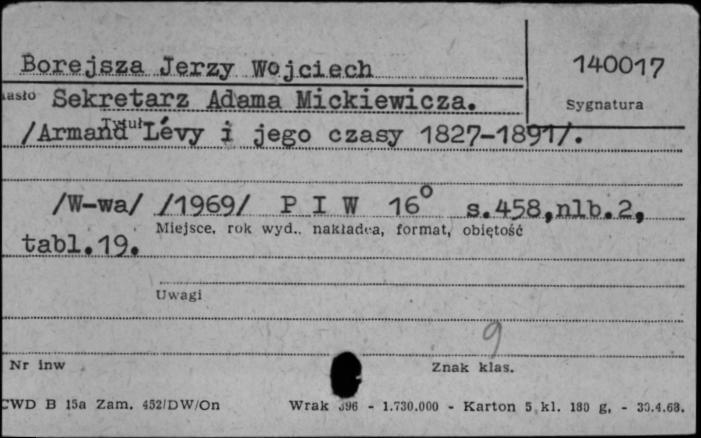 Borejsza Jerzy Wojciech
140017
Sekretarz Adama Mickiewicza.
Sygnatura
Tytuł
/Armand Lévy i jego czasy 1827-1891/.
/W-wa/ /1969/ P I W 16° s.458,nlb.2,
Miejsce, rok wyd., nakładca, format, objętość
tabl.19.
Uwagi
9
Nr inw
Znak klas.
CWD B 15a Zam. 452/DW/On Wrak 396 - 1.730.000 - Karton 5 kl. 180 g, - 30.4.68.